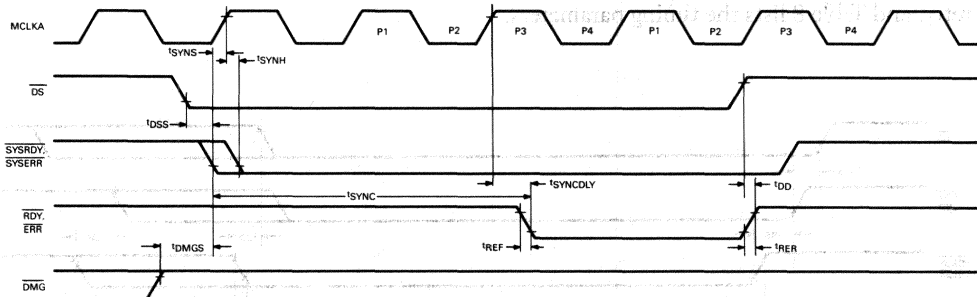 MCLKA
P1 P2 P3 P4 P1 P2 P3 P4
tSYNS
tSYNH
DS
tDSS
SYSRDY,
SYSERR
tSYNCDLY
tSYNC
tDD
RDY,
ERR
tDMGS
tREF
tRER
DMG